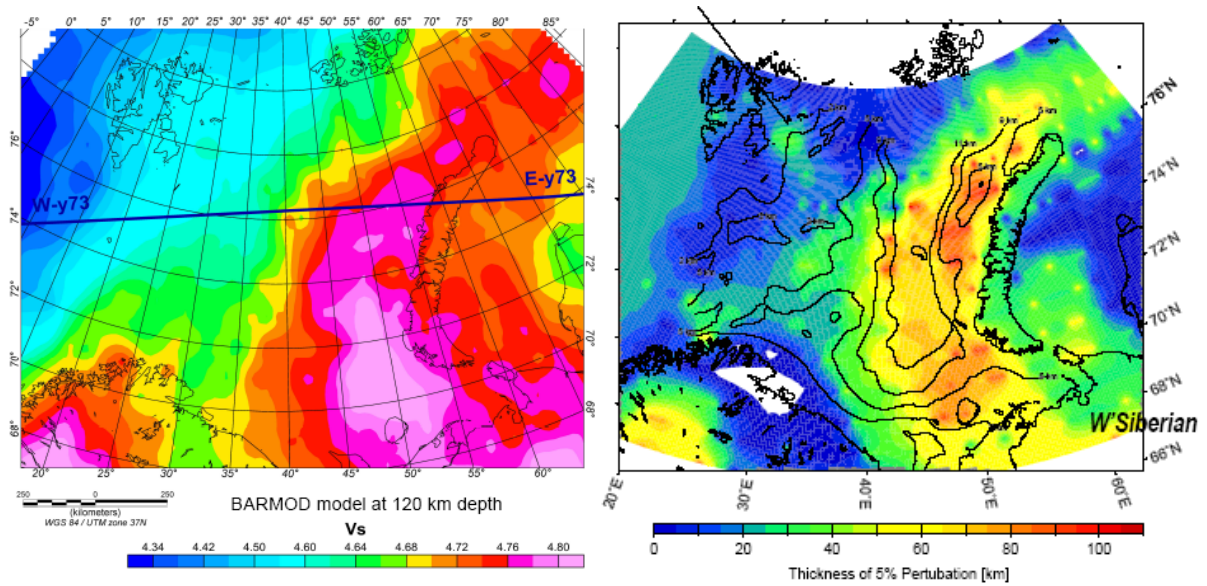 -5° 0° 5° 10° 15° 20° 25° 30° 35° 40° 45° 50° 55° 60° 65° 70° 75° 80° 85°
76°
74°
72°
70°
68°
W-y73
E-y73
74°
72°
70°
68°
20° 25° 30° 35° 40° 45° 50° 55° 60°
250 0 250
(kilometers)
WGS 84 / UTM zone 37N
BARMOD model at 120 km depth
Vs
4.34 4.42 4.50 4.60 4.64 4.68 4.72 4.76 4.80
76°N
74°N
72°N
70°N
68°N
66°N
W'Siberian
20°E 30°E 40°E 50°E 60°E
0 20 40 60 80 100
Thickness of 5% Pertubation [km]